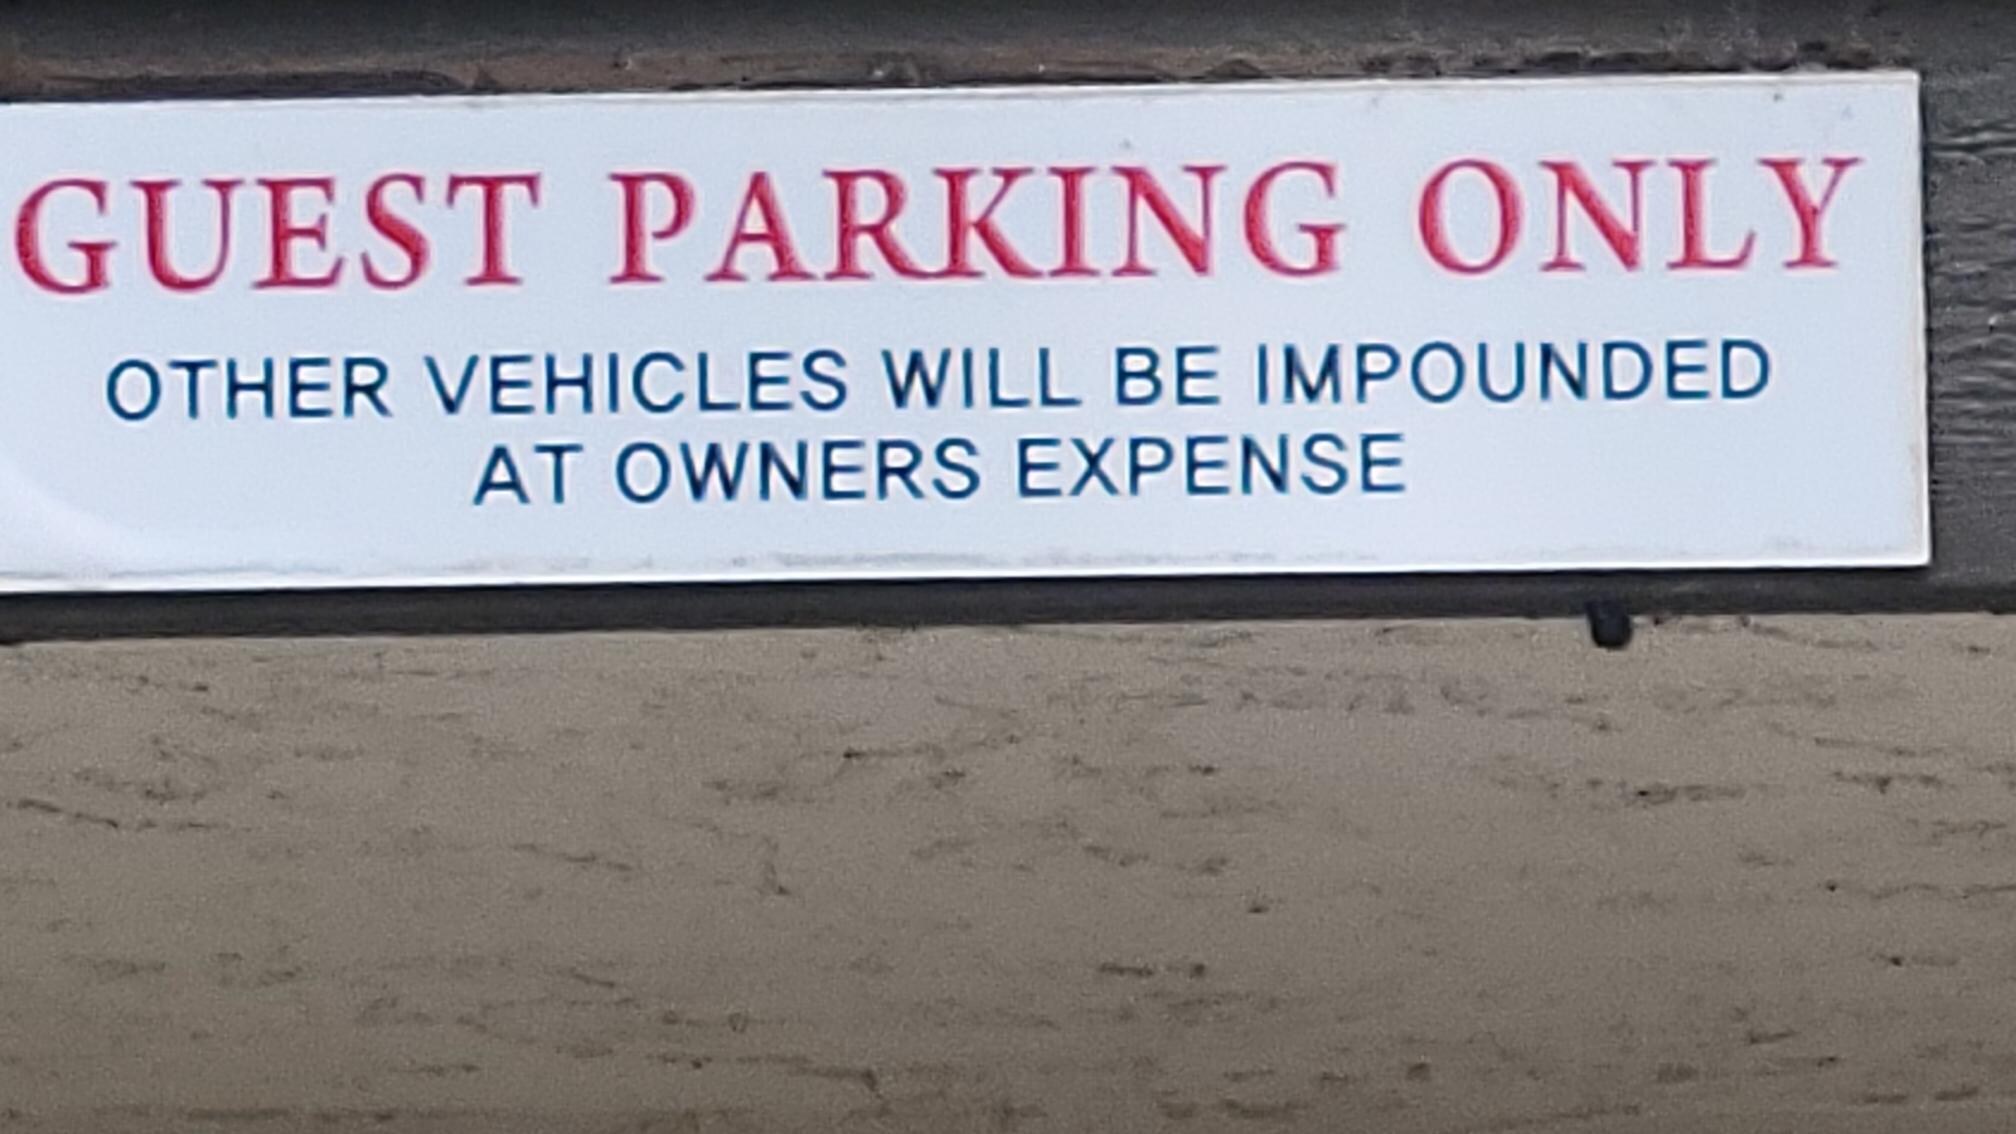 GUEST PARKING ONLY
OTHER VEHICLES WILL BE IMPOUNDED
AT OWNERS EXPENSE